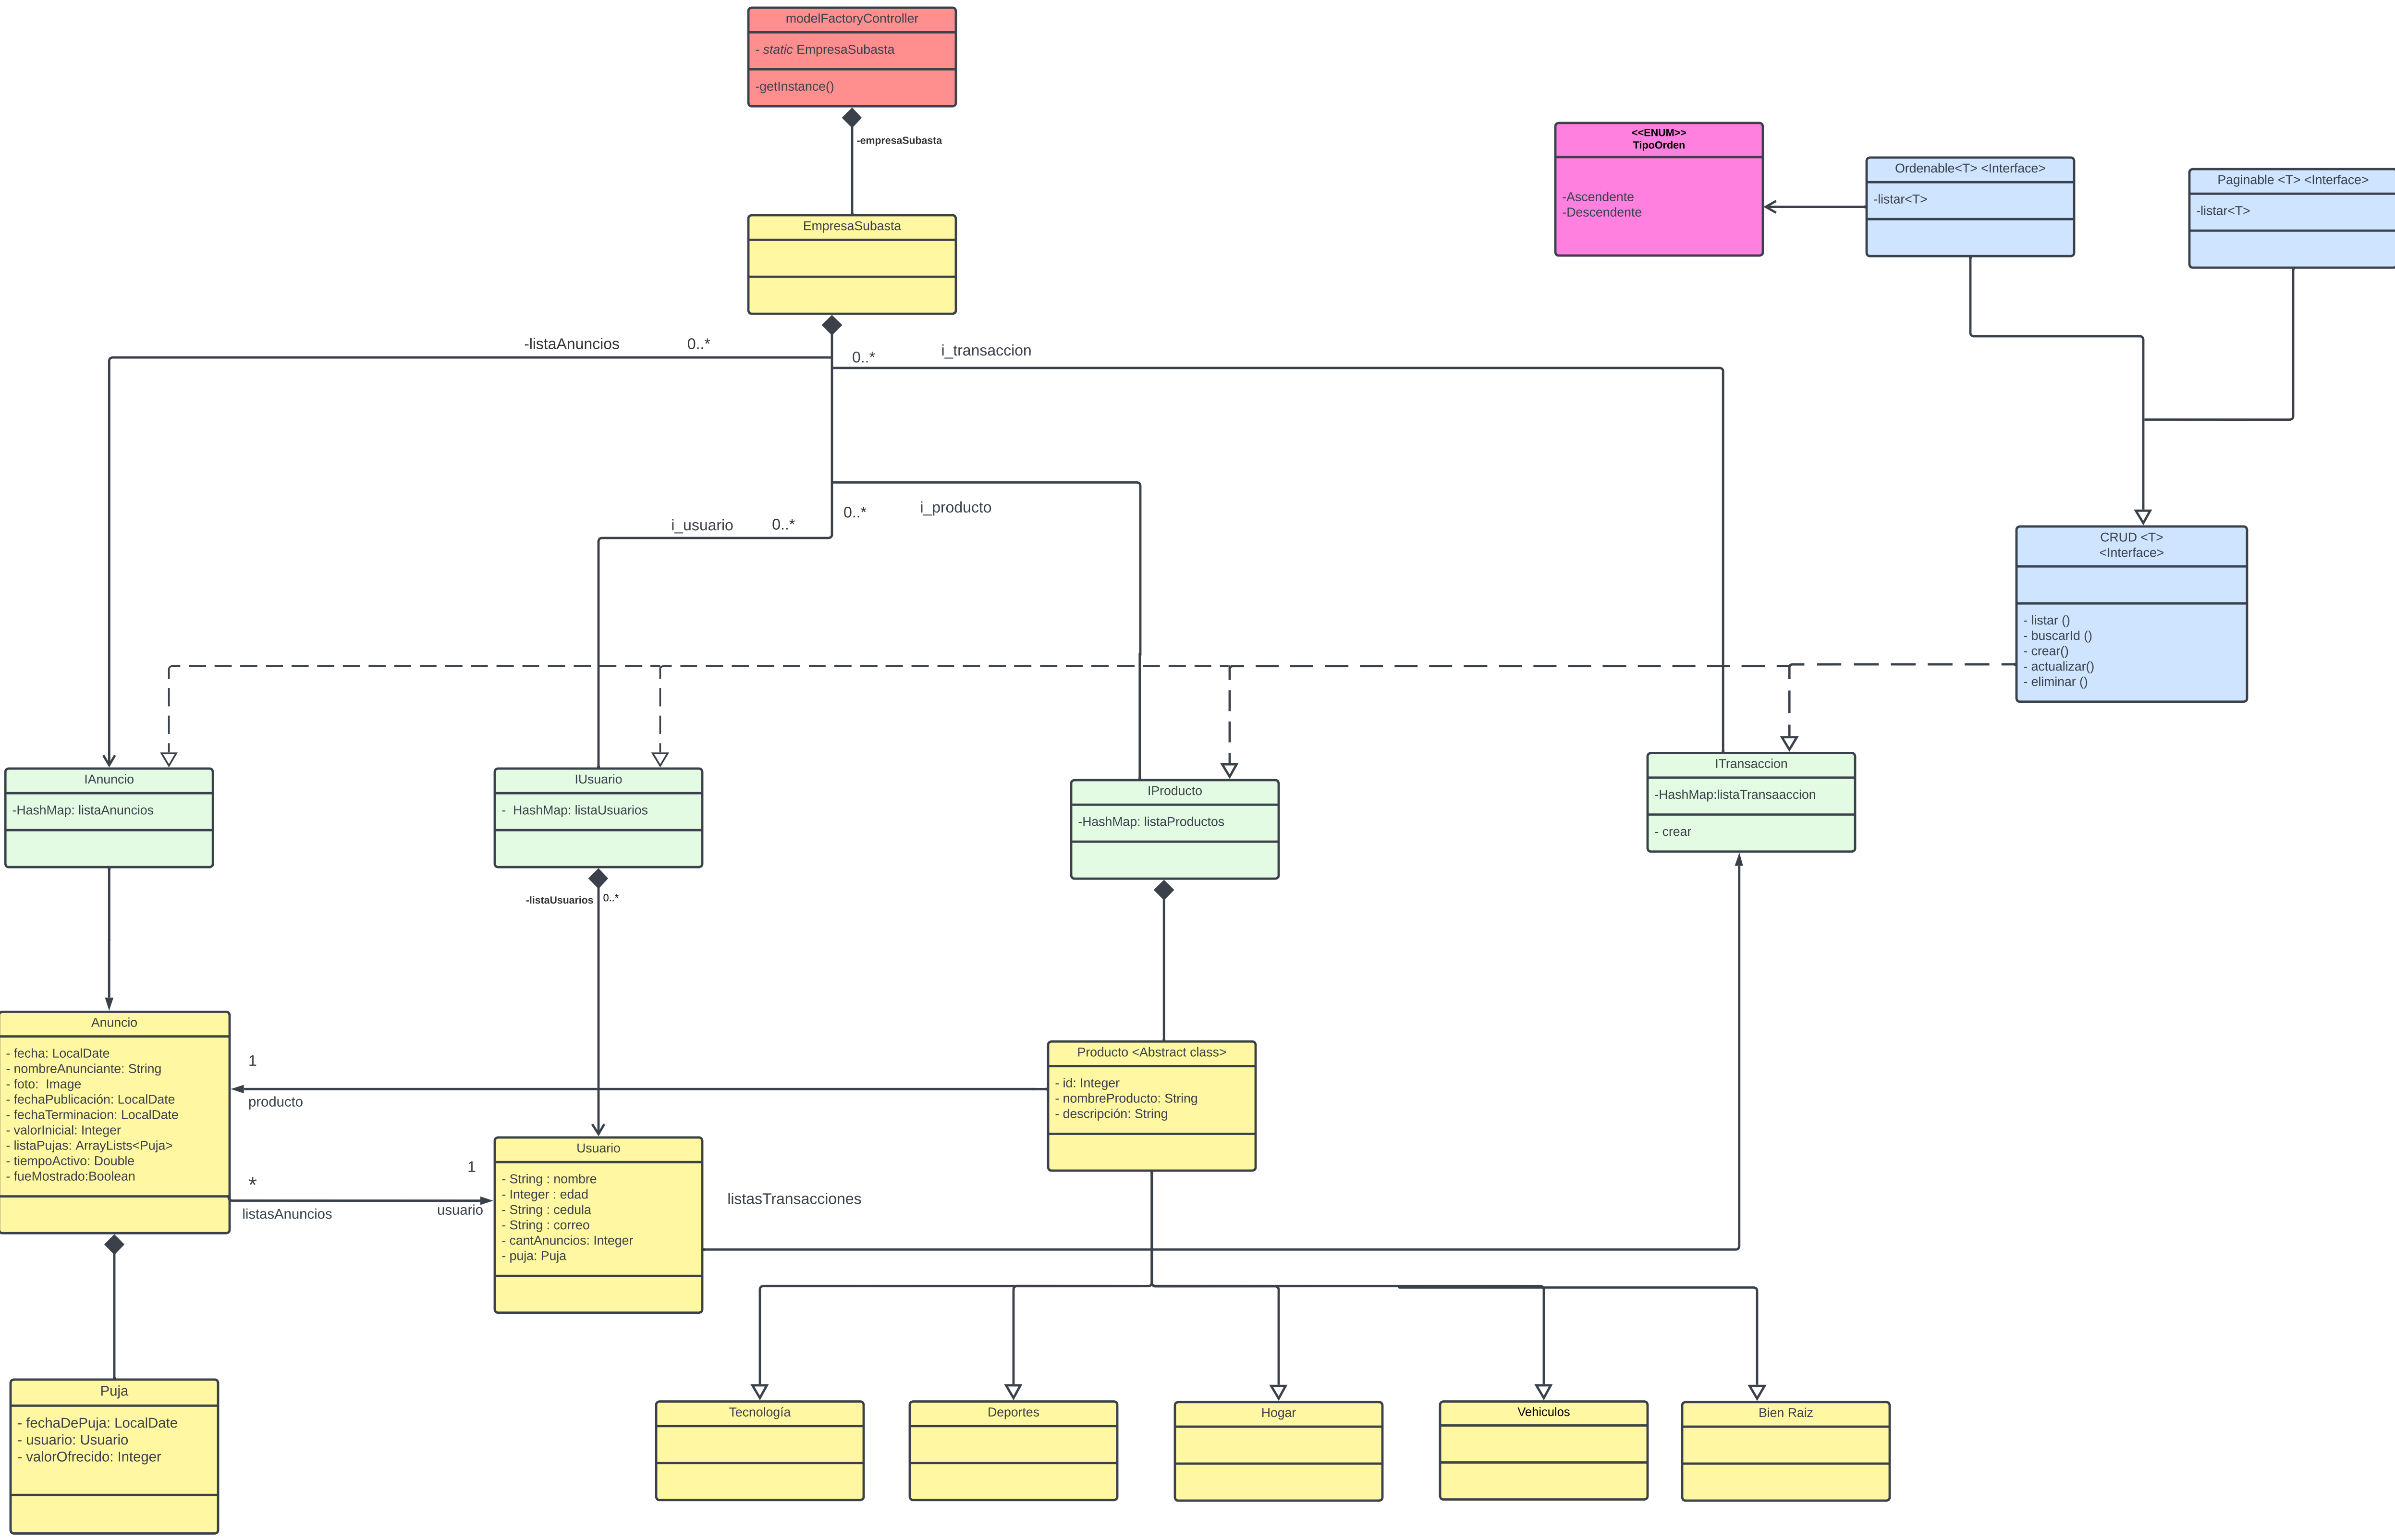 modelFactoryController
- static EmpresaSubasta
-getInstance()
-empresaSubasta
<<ENUM>>
TipoOrden
-Ascendente
-Descendente
Ordenable<T> <Interface>
-listar<T>
Paginable <T> <Interface>
-listar<T>
EmpresaSubasta
-listaAnuncios
0..*
0..*
i_transaccion
i_usuario
0..*
0..*
i_producto
CRUD <T>
<Interface>
- listar ()
- buscarId ()
- crear()
- actualizar()
- eliminar ()
IAnuncio
-HashMap: listaAnuncios
IUsuario
-  HashMap: listaUsuarios
IProducto
-HashMap: listaProductos
ITransaccion
-HashMap:listaTransaaccion
- crear
-listaUsuarios
0..*
Anuncio
- fecha: LocalDate
- nombreAnunciante: String
- foto:  Image
- fechaPublicación: LocalDate
- fechaTerminacion: LocalDate
- valorInicial: Integer
- listaPujas: ArrayLists<Puja>
- tiempoActivo: Double
- fueMostrado:Boolean
1
producto
*
listasAnuncios
1
usuario
Usuario
- String : nombre
- Integer : edad
- String : cedula
- String : correo
- cantAnuncios: Integer
- puja: Puja
listasTransacciones
Producto <Abstract class>
- id: Integer
- nombreProducto: String
- descripción: String
Puja
- fechaDePuja: LocalDate
- usuario: Usuario
- valorOfrecido: Integer
Tecnología
Deportes
Hogar
Vehiculos
Bien Raiz